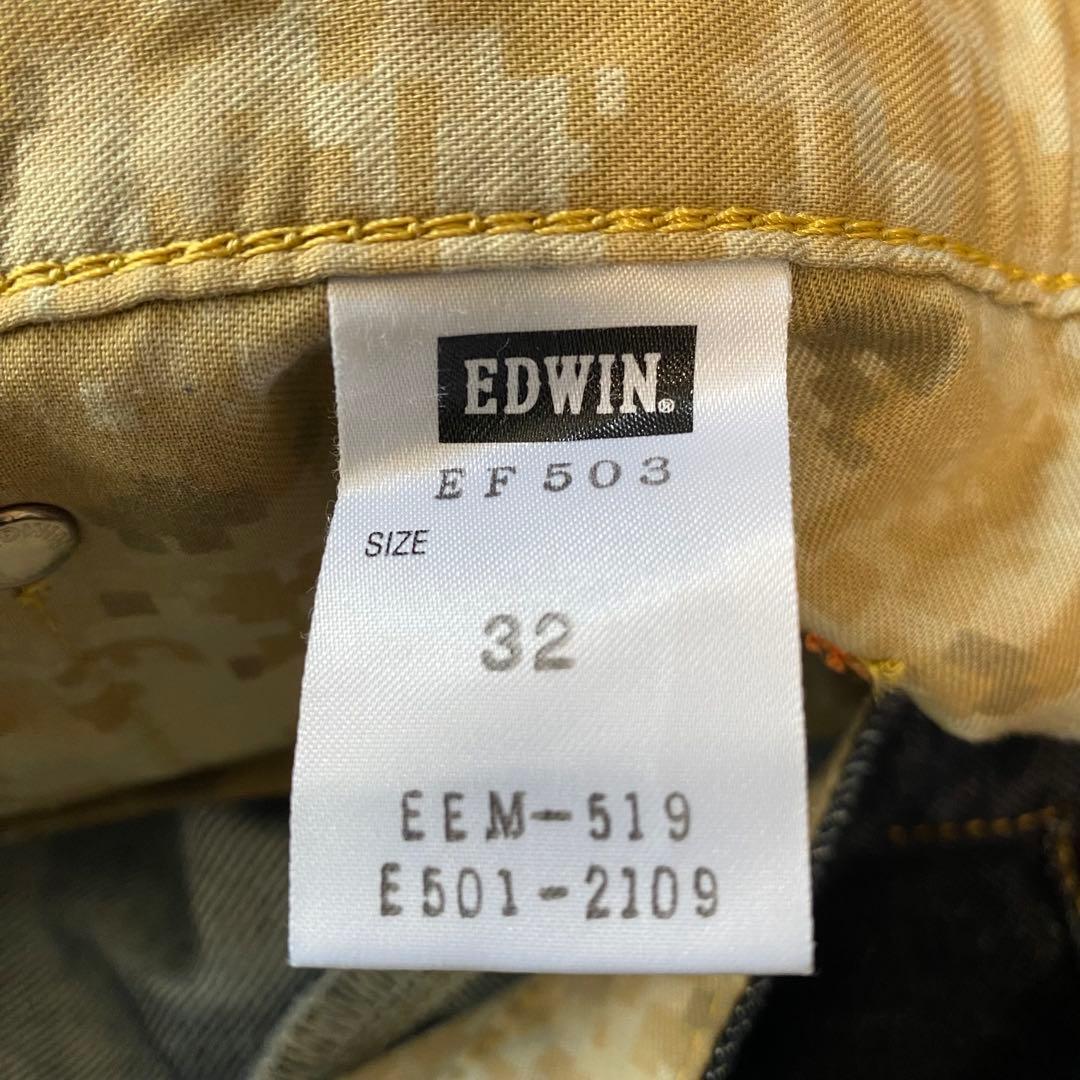 EDWIN®
EF503
SIZE
32
EEM-519
E501-2109